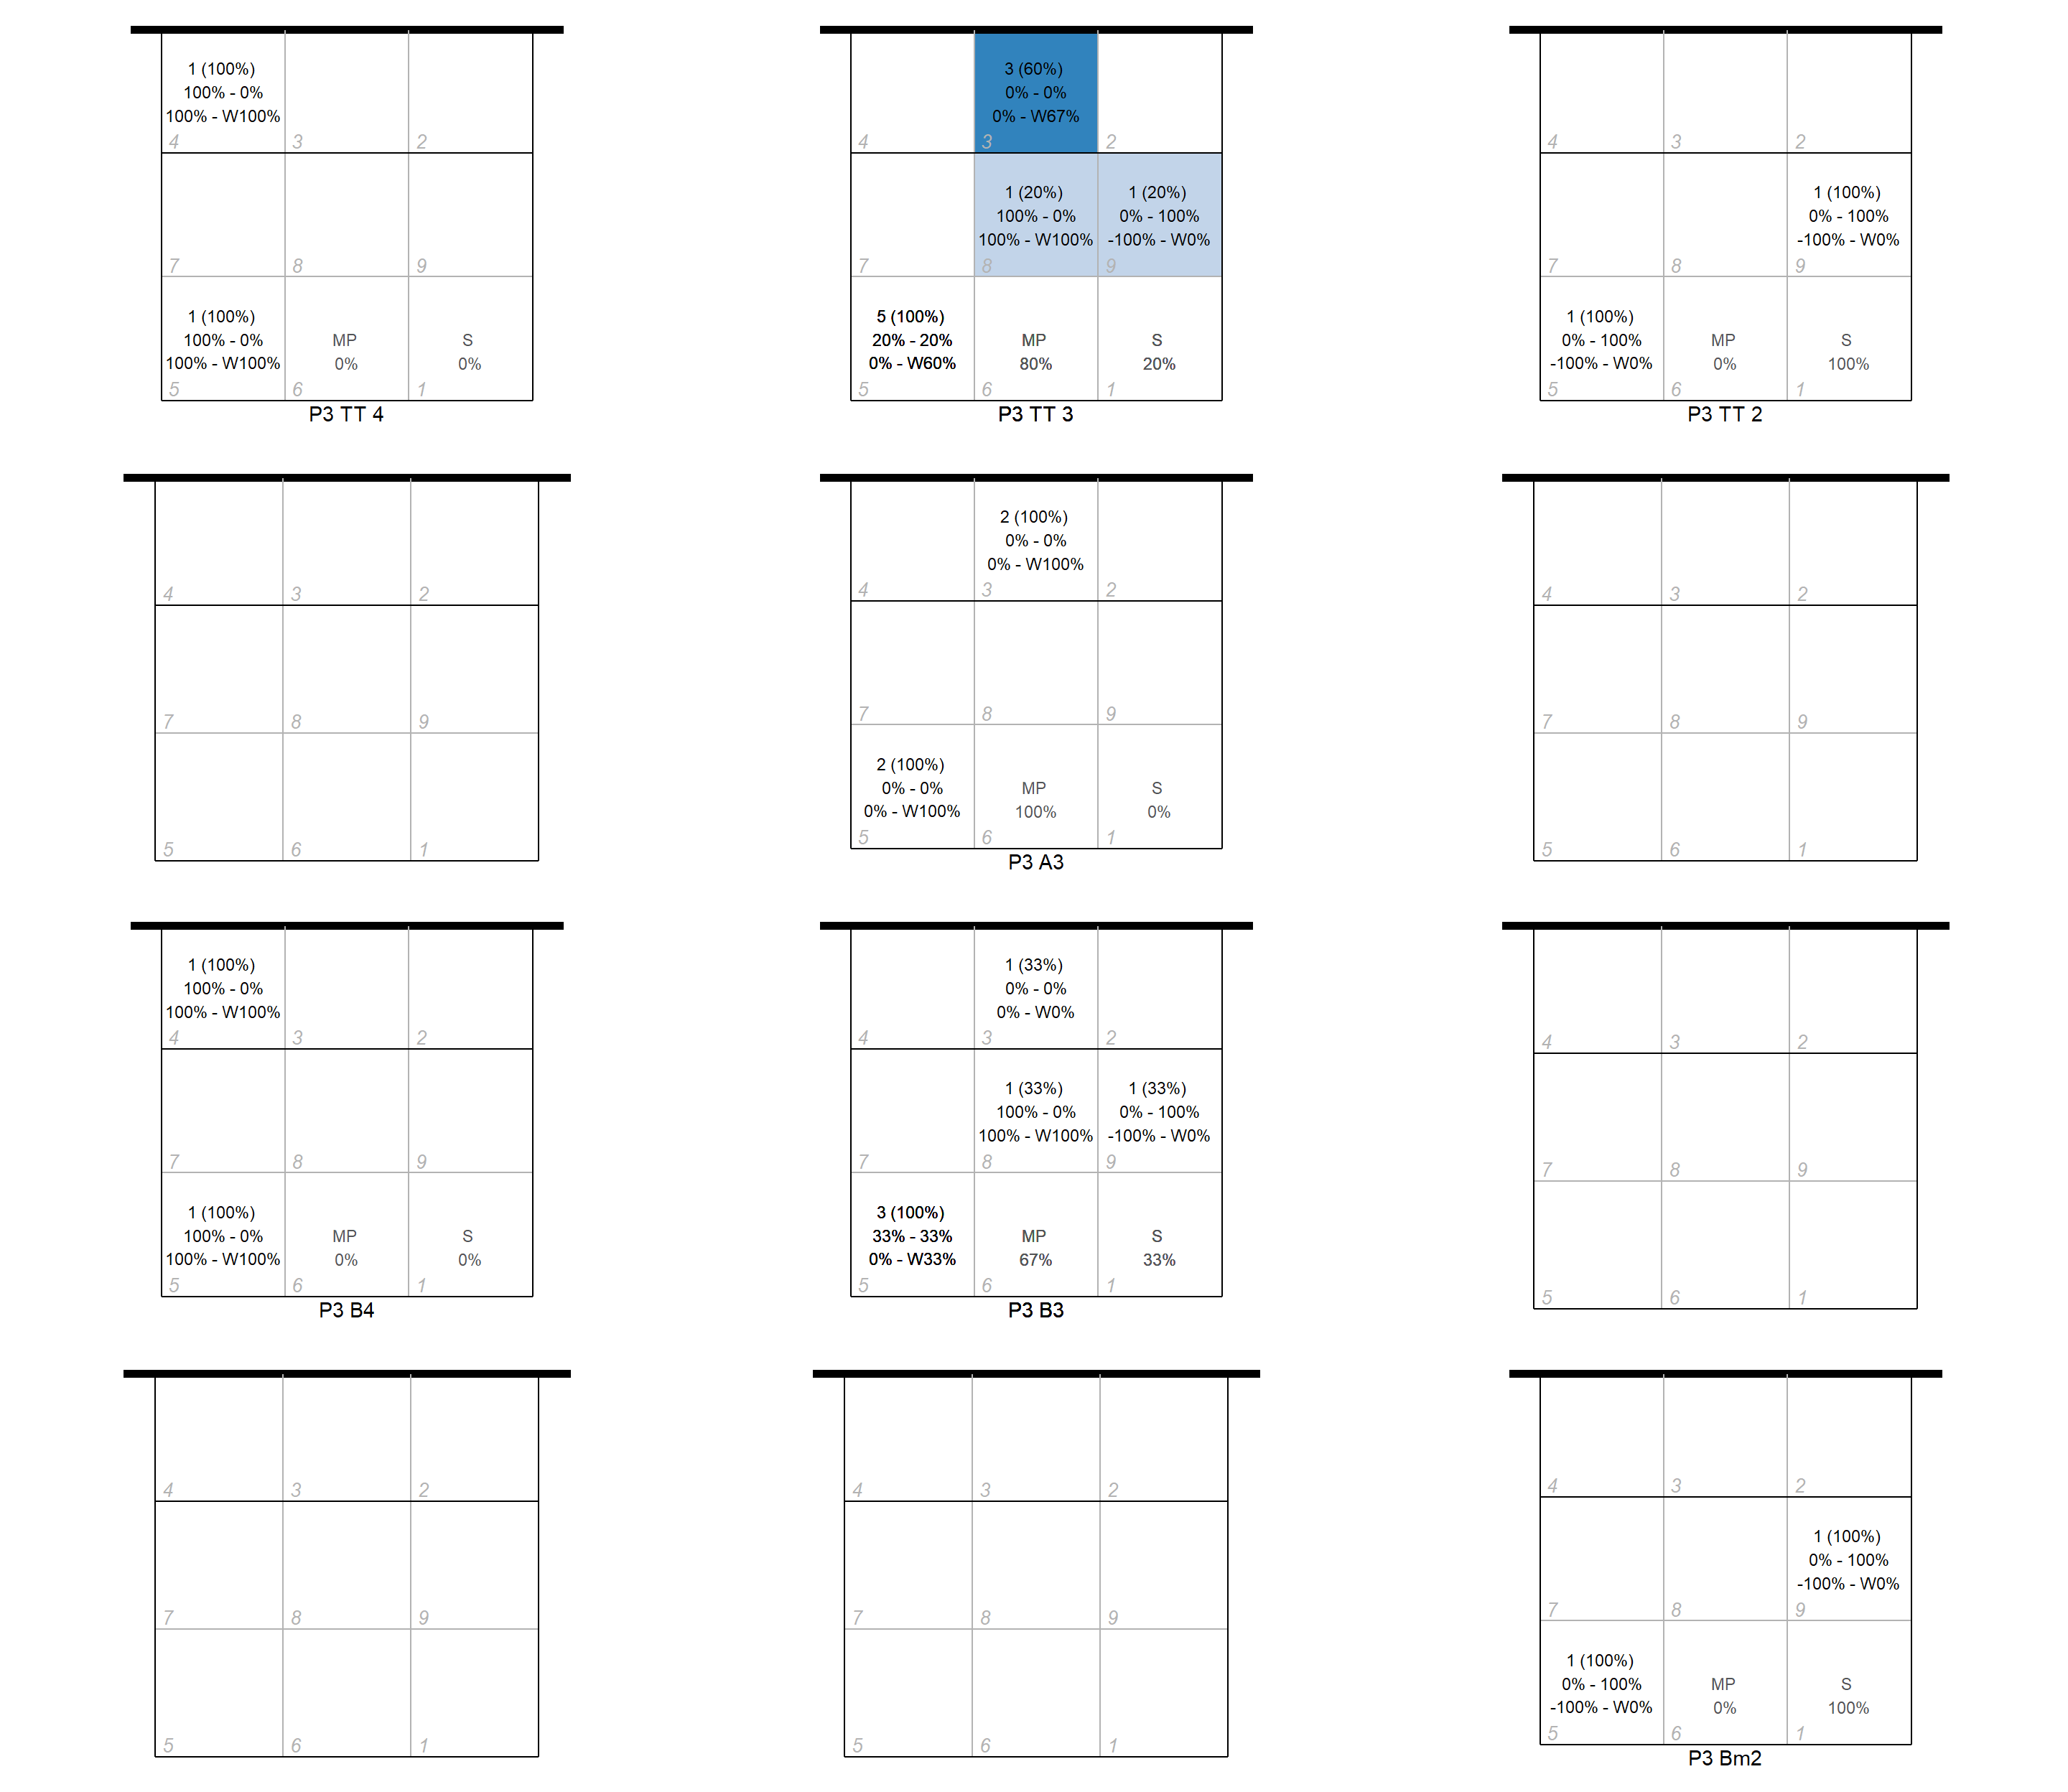 1 (100%)
100% - 0%
100% - W100%
4 3 2
7 8 9
1 (100%)
100% - 0%
100% - W100%
MP
0%
S
0%
5 6 1
P3 TT 4
3 (60%)
0% - 0%
0% - W67%
4 3 2
1 (20%)
100% - 0%
100% - W100%
1 (20%)
0% - 100%
-100% - W0%
7 8 9
5 (100%)
20% - 20%
0% - W60%
MP
80%
S
20%
5 6 1
P3 TT 3
4 3 2
1 (100%)
0% - 100%
-100% - W0%
7 8 9
1 (100%)
0% - 100%
-100% - W0%
MP
0%
S
100%
5 6 1
P3 TT 2
4 3 2
7 8 9
5 6 1
2 (100%)
0% - 0%
0% - W100%
4 3 2
7 8 9
2 (100%)
0% - 0%
0% - W100%
MP
100%
S
0%
5 6 1
P3 A3
4 3 2
7 8 9
5 6 1
1 (100%)
100% - 0%
100% - W100%
4 3 2
7 8 9
1 (100%)
100% - 0%
100% - W100%
MP
0%
S
0%
5 6 1
P3 B4
1 (33%)
0% - 0%
0% - W0%
4 3 2
1 (33%)
100% - 0%
100% - W100%
1 (33%)
0% - 100%
-100% - W0%
7 8 9
3 (100%)
33% - 33%
0% - W33%
MP
67%
S
33%
5 6 1
P3 B3
4 3 2
7 8 9
5 6 1
4 3 2
7 8 9
5 6 1
4 3 2
7 8 9
5 6 1
4 3 2
1 (100%)
0% - 100%
-100% - W0%
7 8 9
1 (100%)
0% - 100%
-100% - W0%
MP
0%
S
100%
5 6 1
P3 Bm2